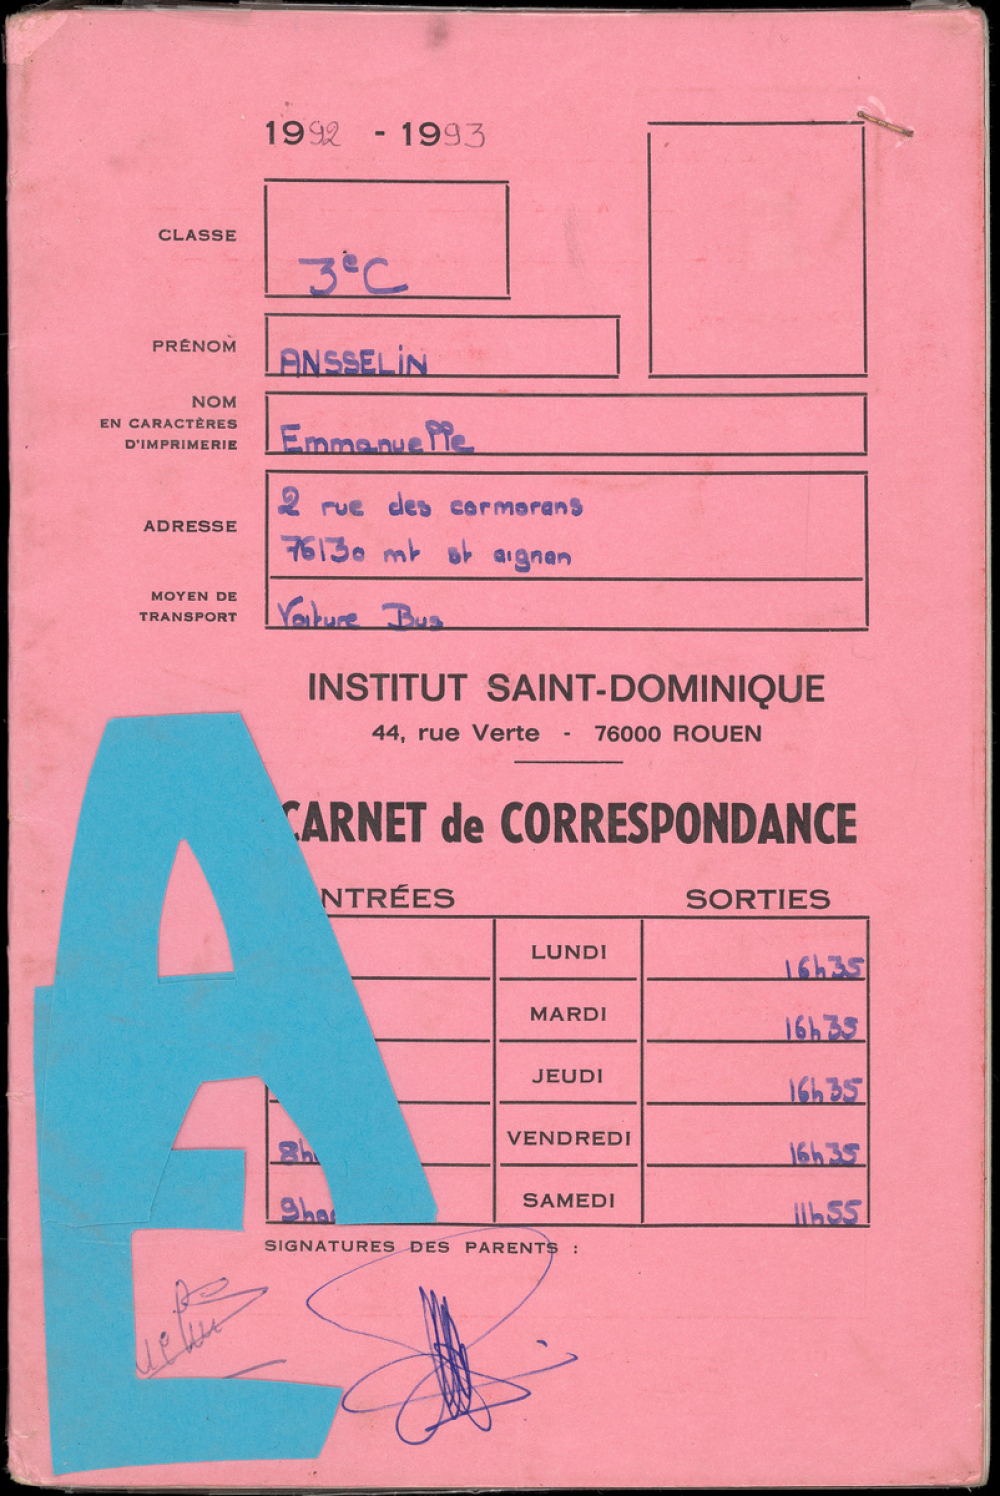 1992 - 1993
CLASSE
3eC
PRÉNOM
ANSSELiN
NOM
EN CARACTÈRES
D'IMPRIMERIE
Emmanuelle
ADRESSE
2 rue des cormorans
76130 mt st aignan
MOYEN DE
TRANSPORT
Voiture Bus
INSTITUT SAINT-DOMINIQUE
44, rue Verte - 76000 ROUEN
CARNET de CORRESPONDANCE
NTRÉES SORTIES
LUNDI 16h35
MARDI 16h35
JEUDI 16h35
8h VENDREDI 16h35
9h SAMEDI 11h55
SIGNATURES DES PARENTS :
A
E